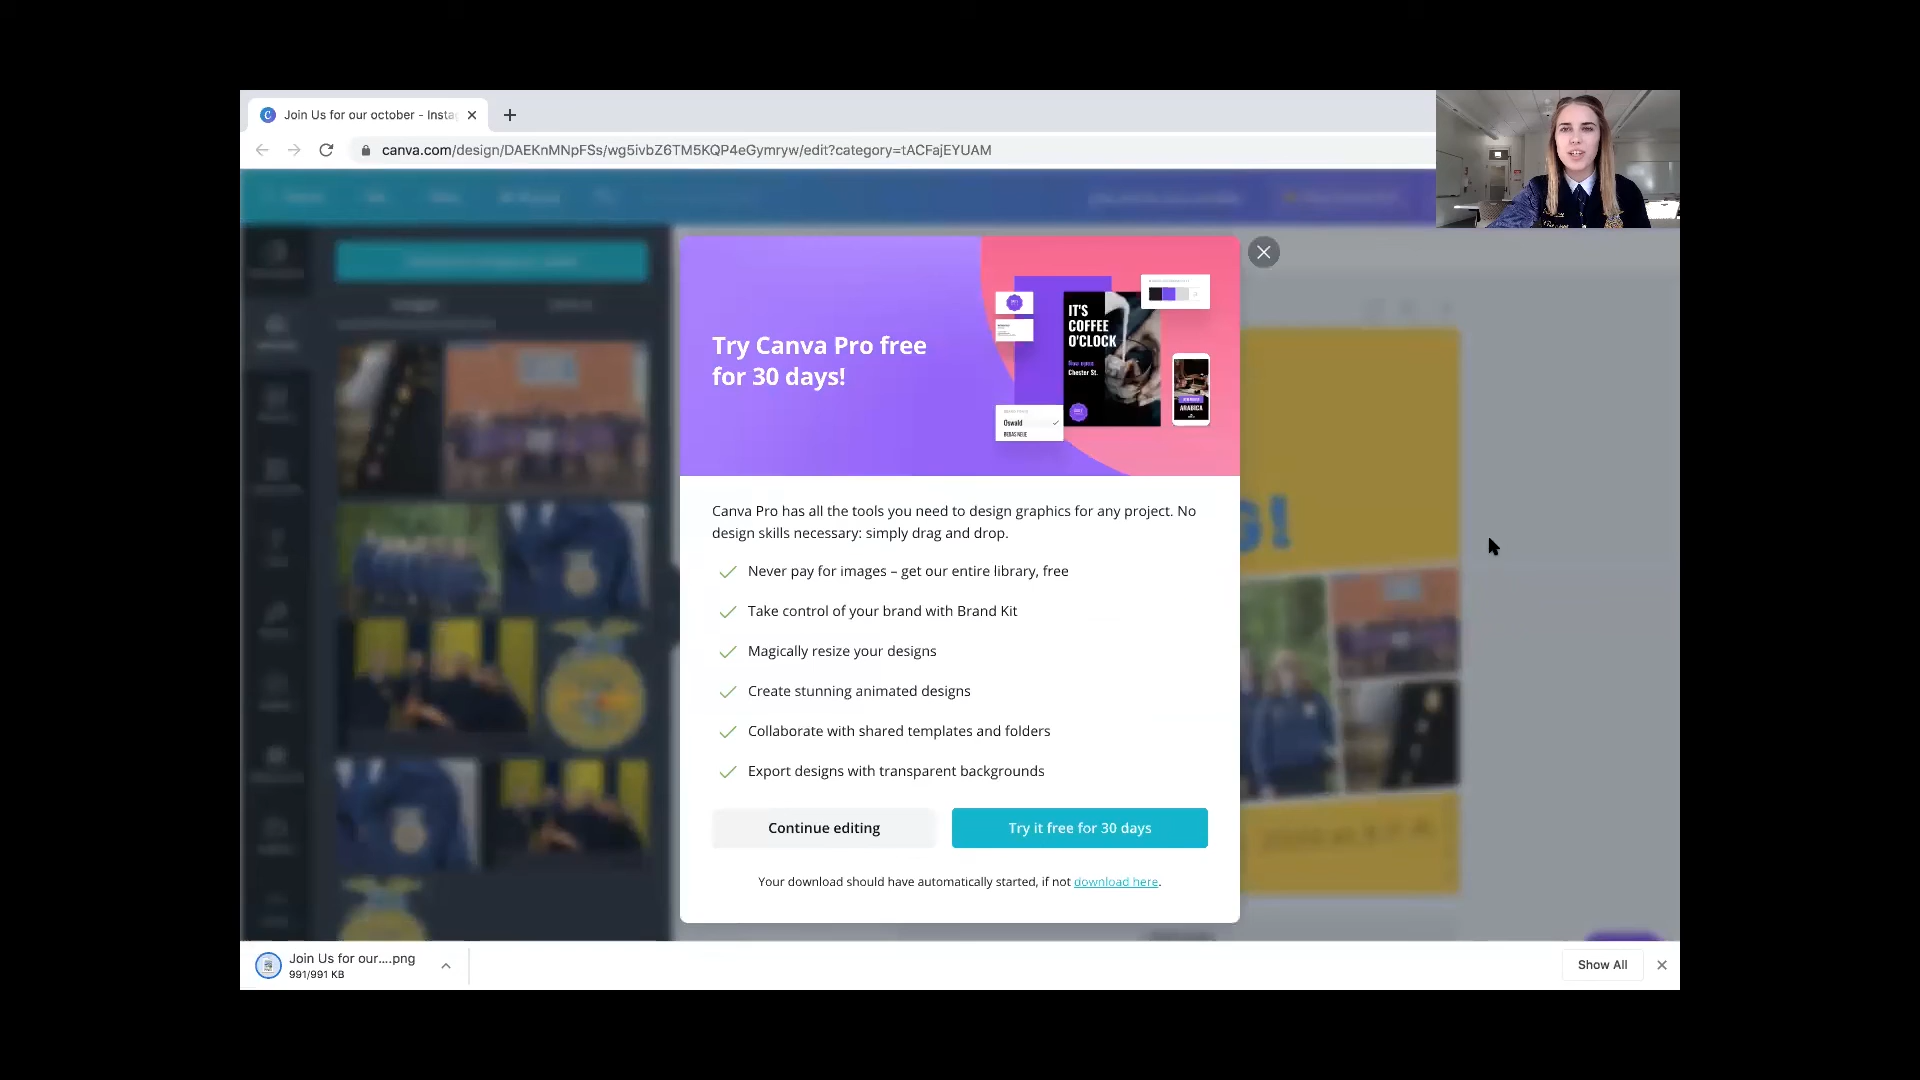 Join Us for our october - Insta
canva.com/design/DAEKnMNpFSs/wg5ivbZ6TM5KQP4eGymryw/edit?category=tACFajEYUAM
Try Canva Pro free
for 30 days!
IT'S
COFFEE
O'CLOCK
Now open
Chester St.
ARABICA
Oswald
BEBAS NEUE
G!
Canva Pro has all the tools you need to design graphics for any project. No
design skills necessary: simply drag and drop.
Never pay for images – get our entire library, free
Take control of your brand with Brand Kit
Magically resize your designs
Create stunning animated designs
Collaborate with shared templates and folders
Export designs with transparent backgrounds
Continue editing
Try it free for 30 days
Your download should have automatically started, if not download here.
Join Us for our....png
991/991 KB
Show All